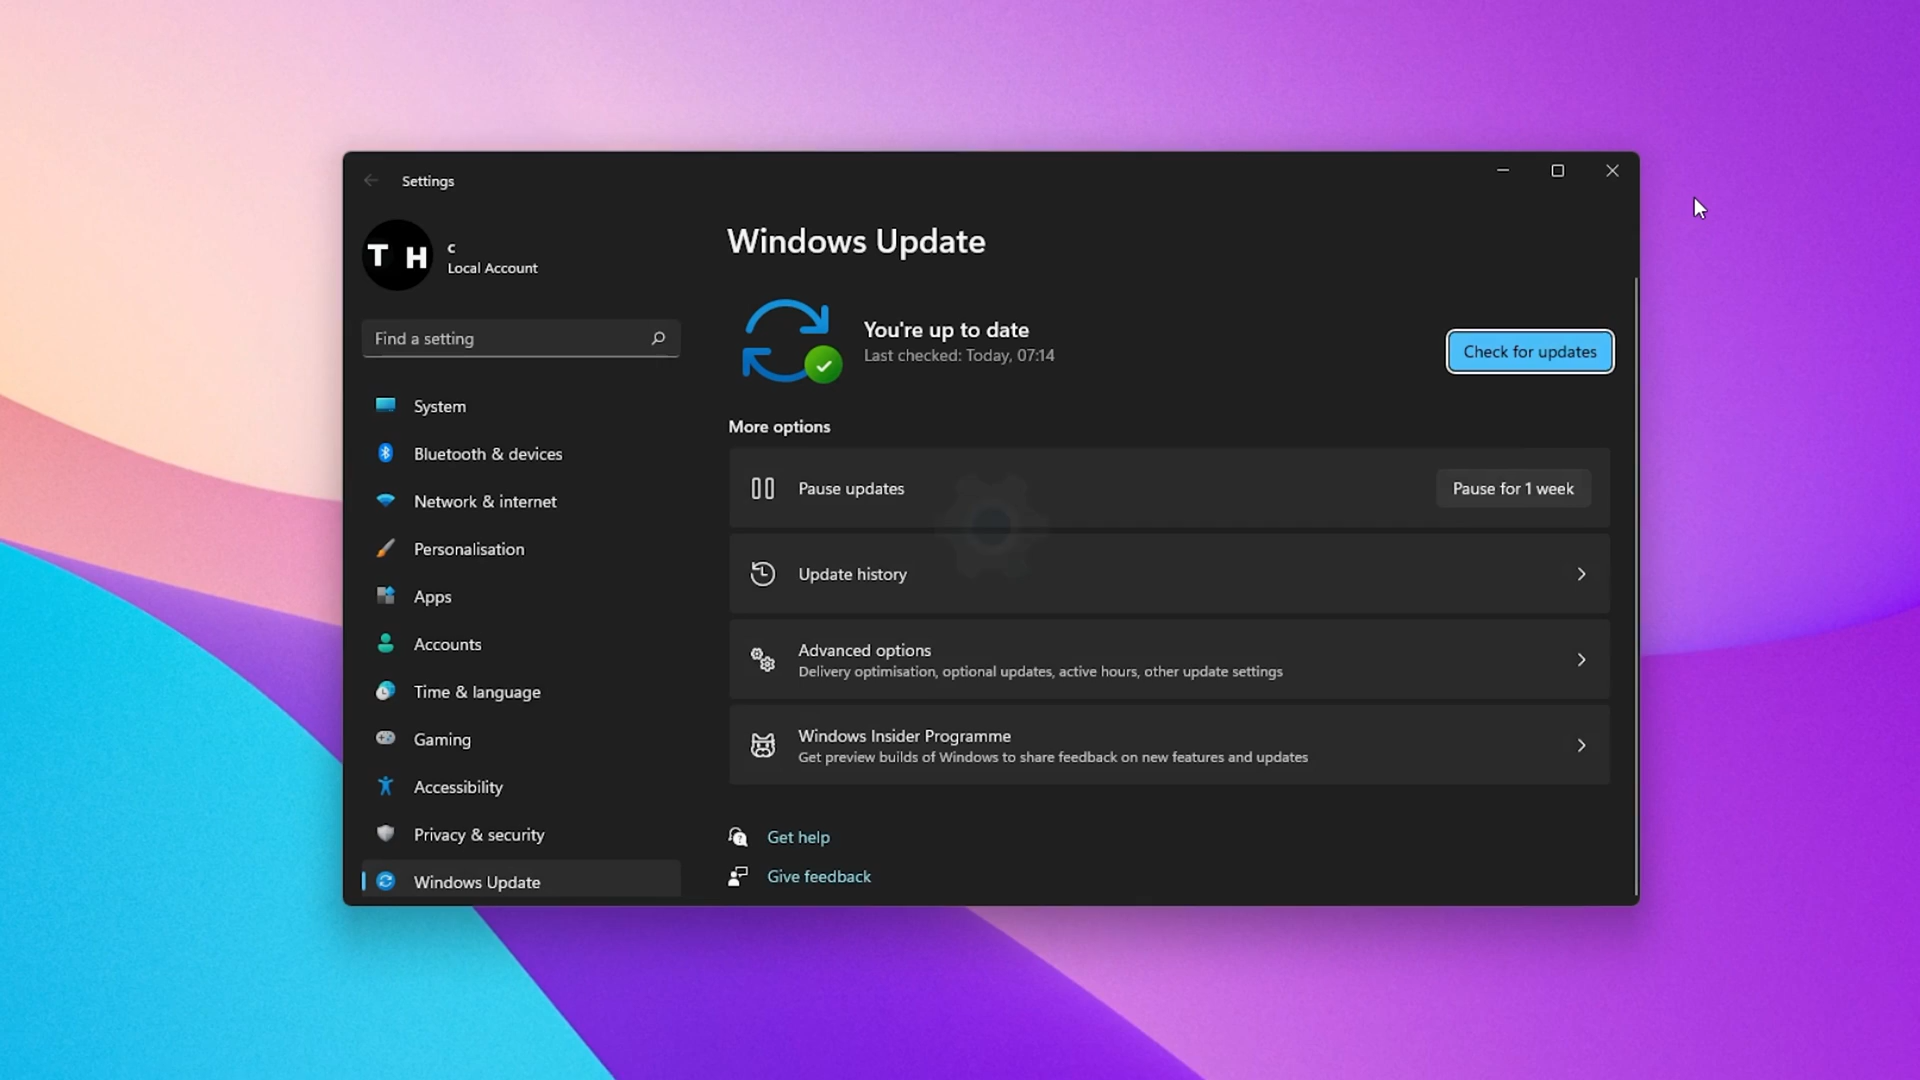 Settings
T H
c
Local Account
Find a setting
System
Bluetooth & devices
Network & internet
Personalisation
Apps
Accounts
Time & language
Gaming
Accessibility
Privacy & security
Windows Update
Windows Update
You're up to date
Last checked: Today, 07:14
Check for updates
More options
Pause updates
Pause for 1 week
Update history
Advanced options
Delivery optimisation, optional updates, active hours, other update settings
Windows Insider Programme
Get preview builds of Windows to share feedback on new features and updates
Get help
Give feedback